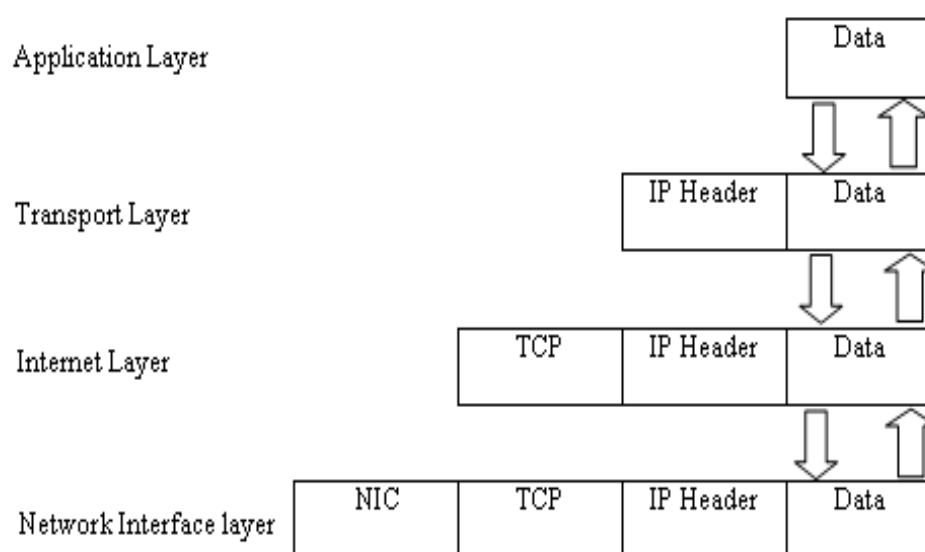 Data
Application Layer
IP Header Data
Transport Layer
TCP IP Header Data
Internet Layer
NIC TCP IP Header Data
Network Interface layer